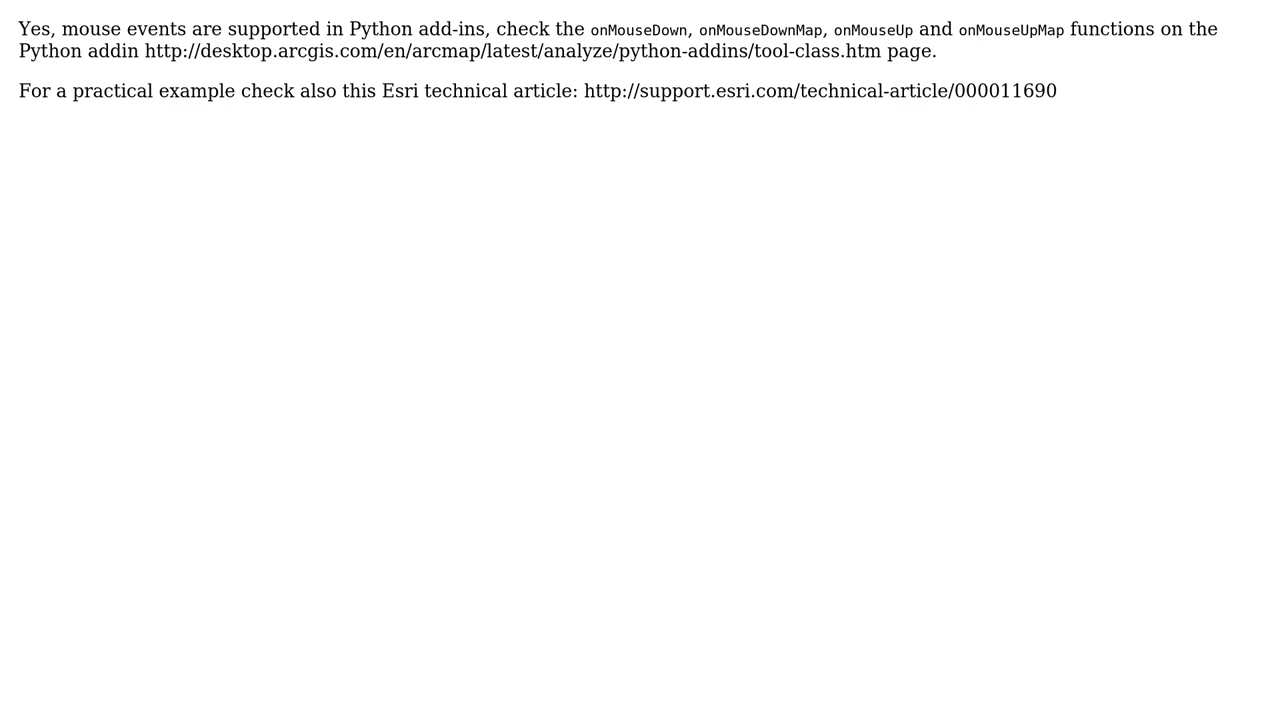 Yes, mouse events are supported in Python add-ins, check the onMouseDown, onMouseDownMap, onMouseUp and onMouseUpMap functions on the
Python addin http://desktop.arcgis.com/en/arcmap/latest/analyze/python-addins/tool-class.htm page.
For a practical example check also this Esri technical article: http://support.esri.com/technical-article/000011690